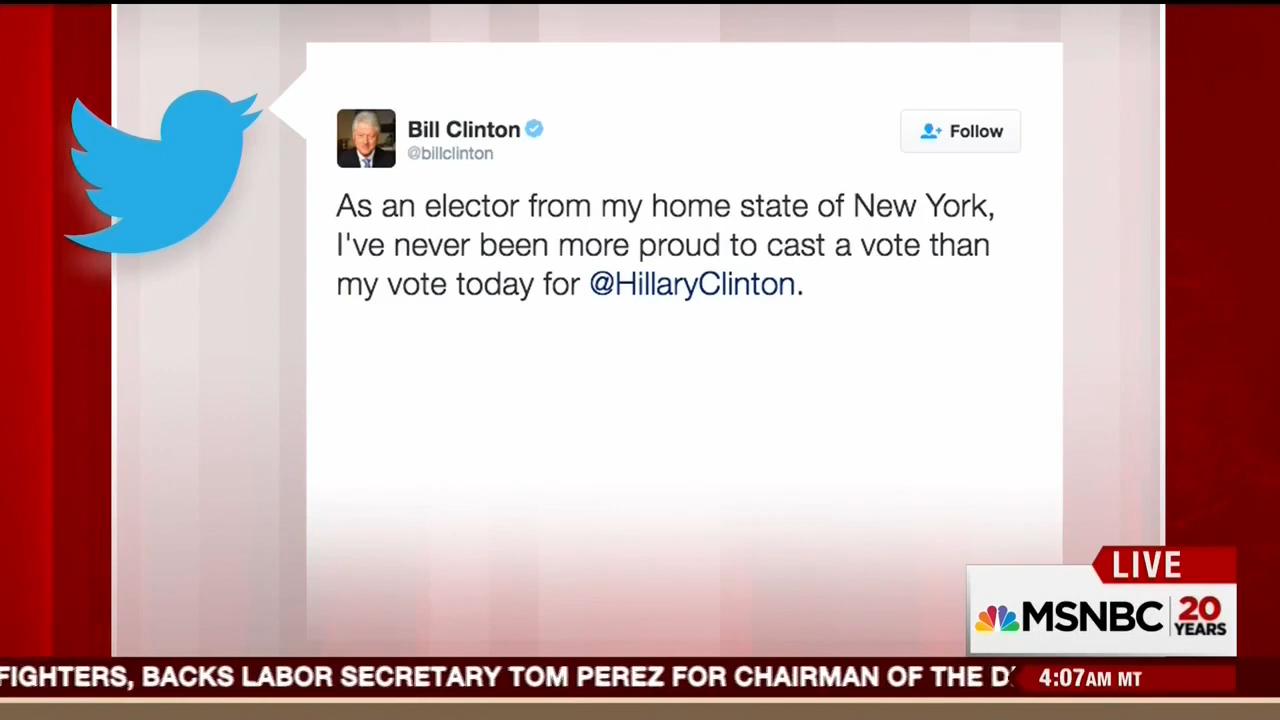 Bill Clinton
@billclinton
Follow
As an elector from my home state of New York,
I've never been more proud to cast a vote than
my vote today for @HillaryClinton.
LIVE
MSNBC 20 YEARS
FIGHTERS, BACKS LABOR SECRETARY TOM PEREZ FOR CHAIRMAN OF THE
4:07AM MT